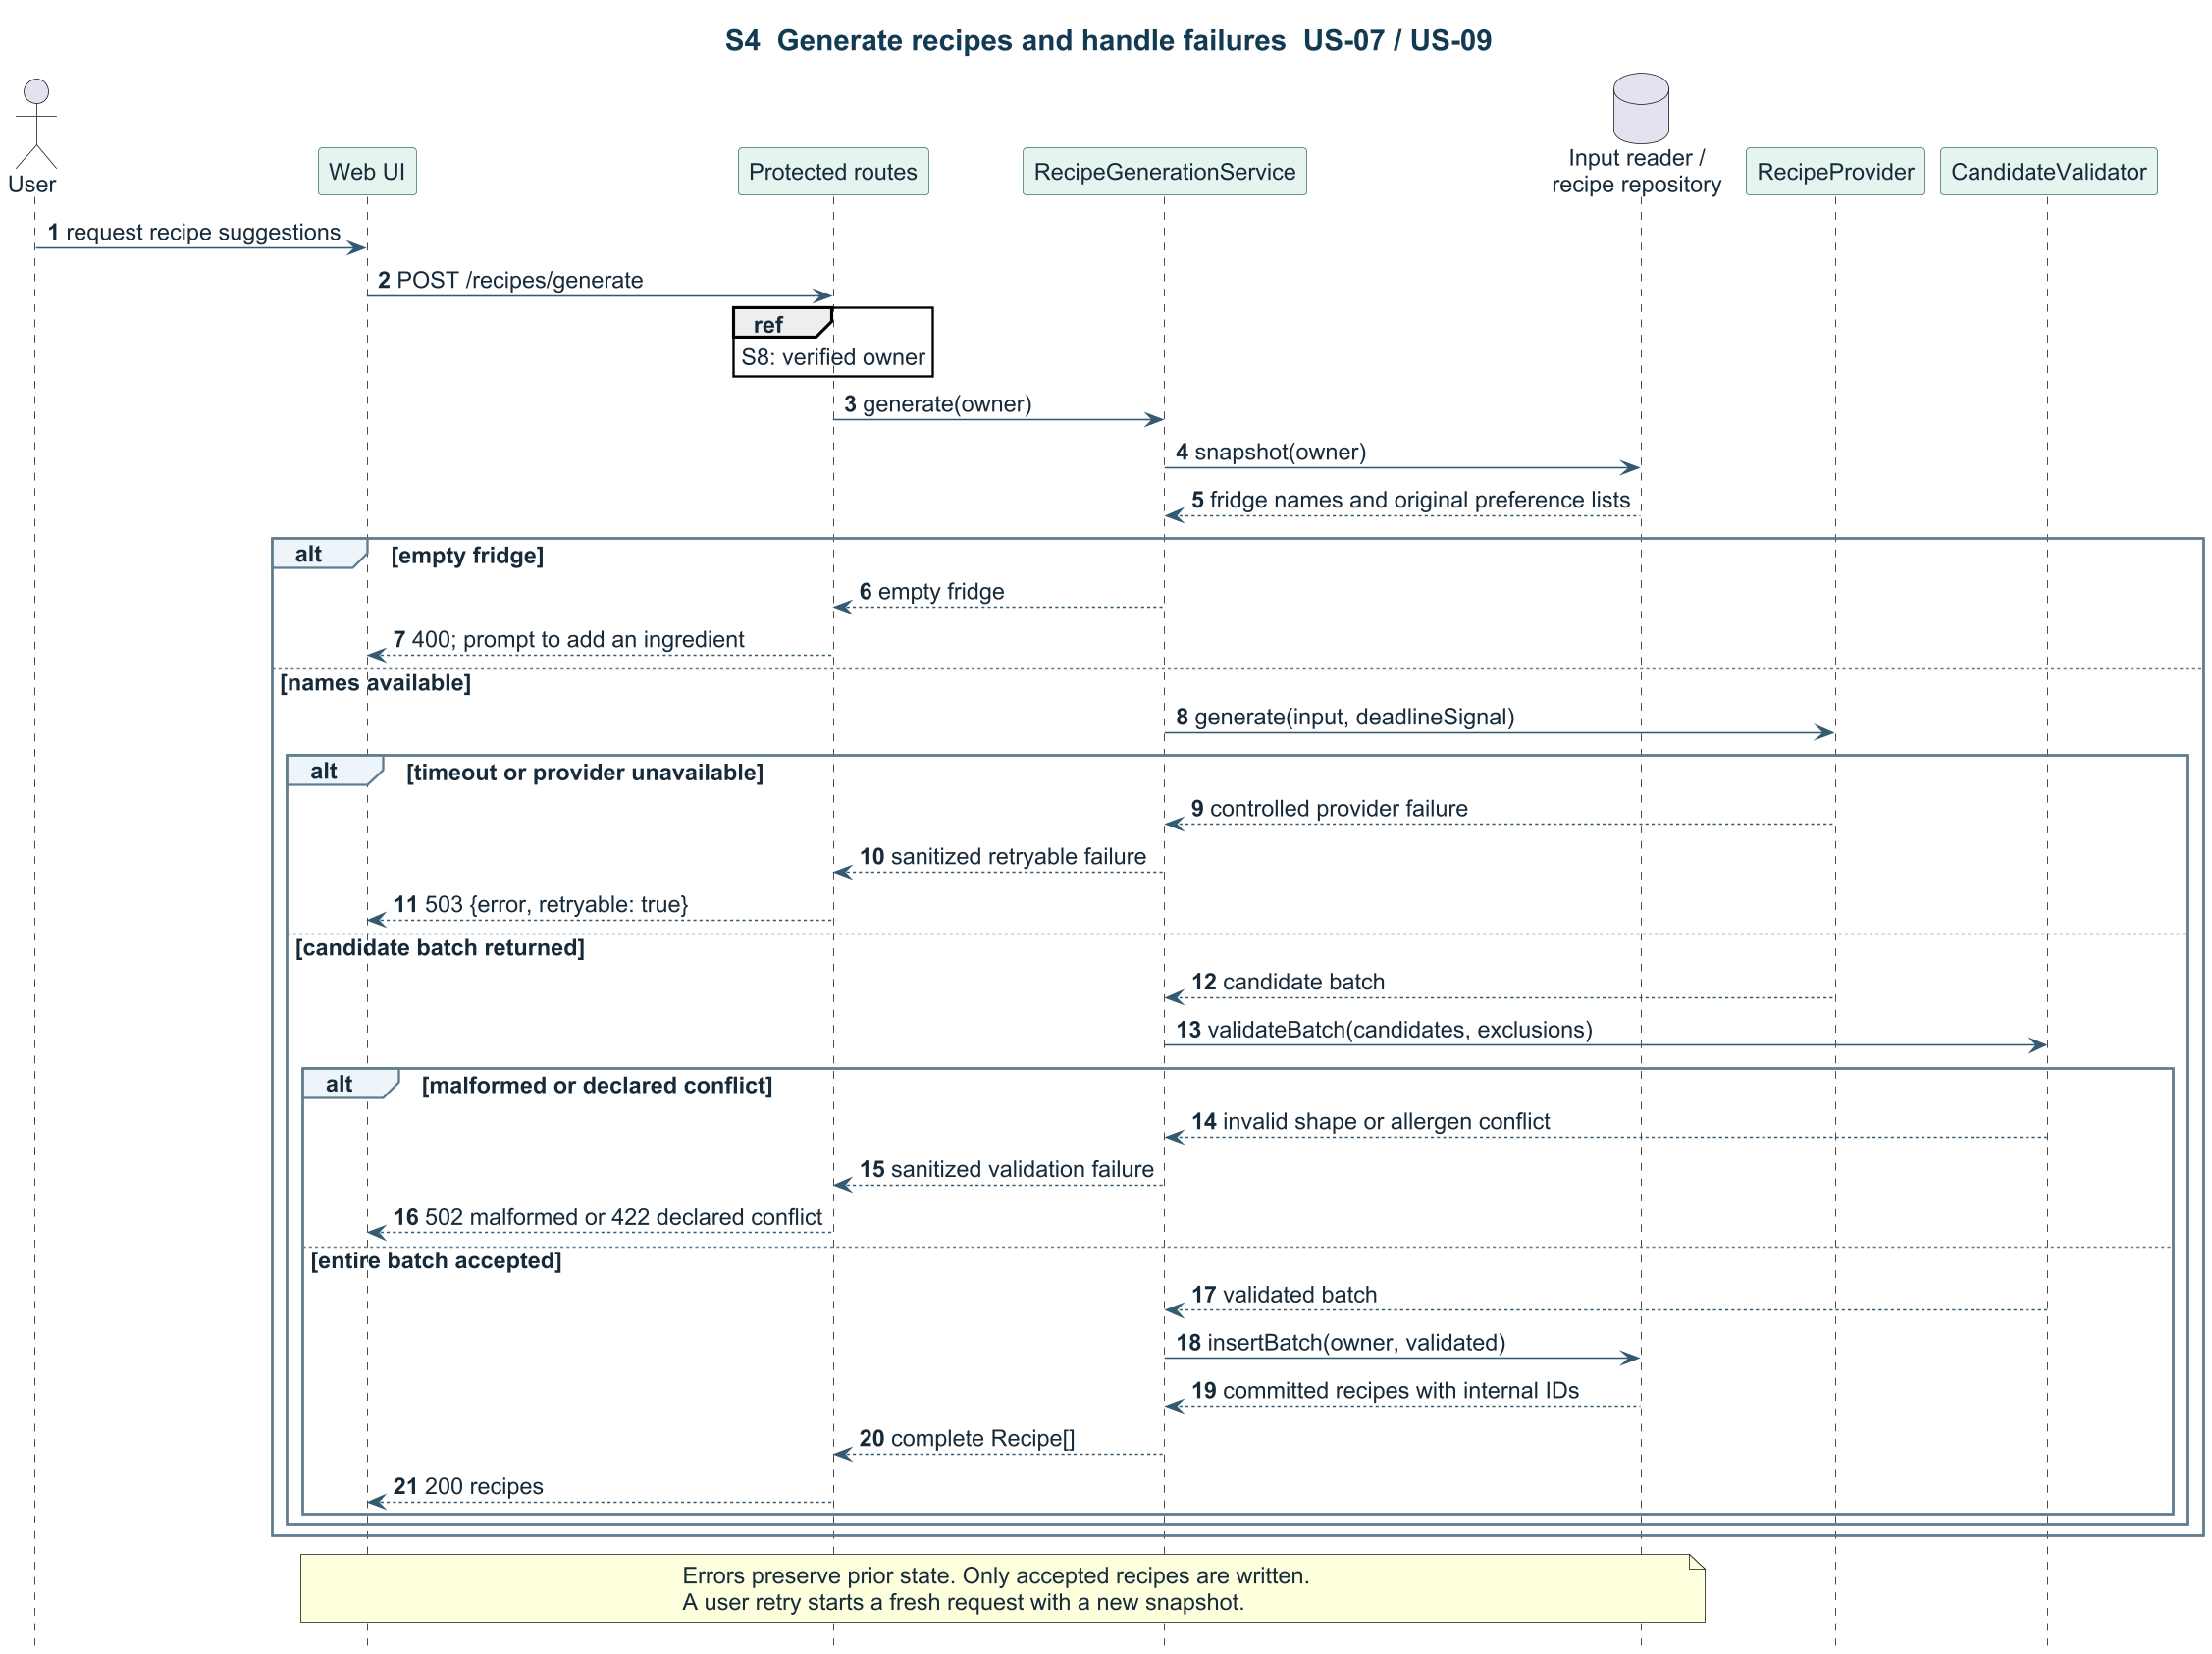 S4  Generate recipes and handle failures  US-07 / US-09
User
Web UI
Protected routes
RecipeGenerationService
Input reader /
recipe repository
RecipeProvider
CandidateValidator
1 request recipe suggestions
2 POST /recipes/generate
ref
S8: verified owner
3 generate(owner)
4 snapshot(owner)
5 fridge names and original preference lists
alt [empty fridge]
6 empty fridge
7 400; prompt to add an ingredient
[names available]
8 generate(input, deadlineSignal)
alt [timeout or provider unavailable]
9 controlled provider failure
10 sanitized retryable failure
11 503 {error, retryable: true}
[candidate batch returned]
12 candidate batch
13 validateBatch(candidates, exclusions)
alt [malformed or declared conflict]
14 invalid shape or allergen conflict
15 sanitized validation failure
16 502 malformed or 422 declared conflict
[entire batch accepted]
17 validated batch
18 insertBatch(owner, validated)
19 committed recipes with internal IDs
20 complete Recipe[]
21 200 recipes
Errors preserve prior state. Only accepted recipes are written.
A user retry starts a fresh request with a new snapshot.